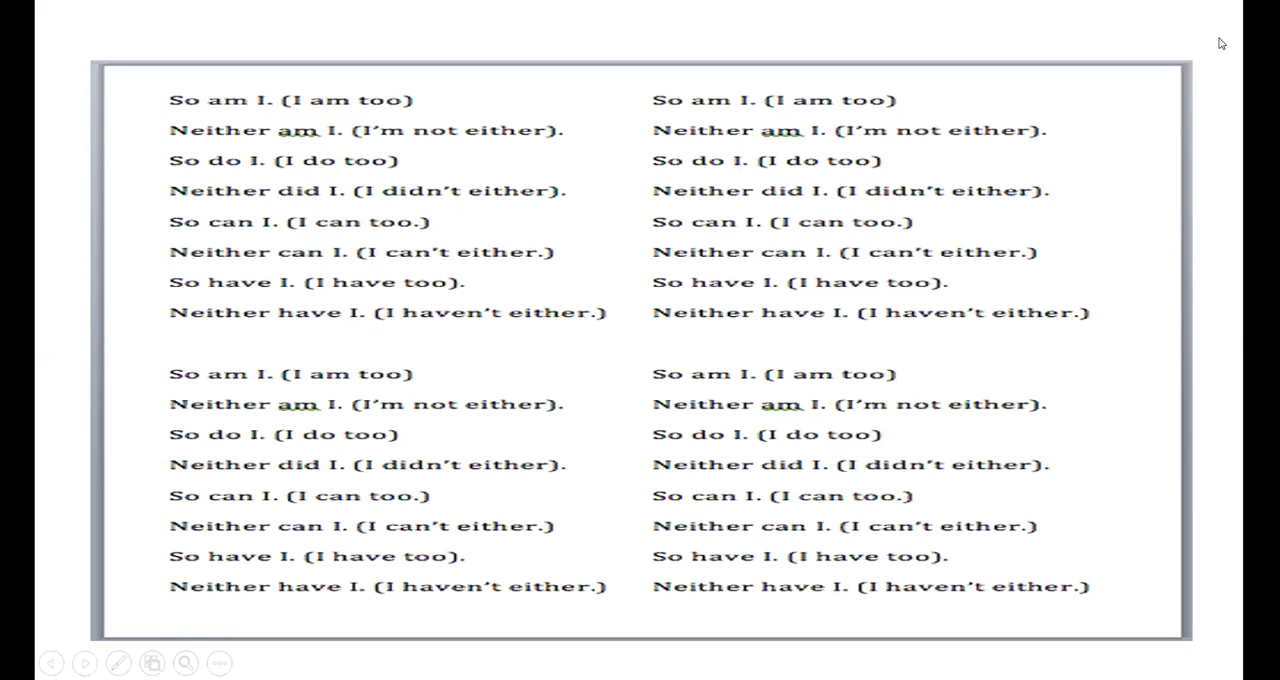 So am I. (I am too)
Neither am I. (I'm not either).
So do I. (I do too)
Neither did I. (I didn't either).
So can I. (I can too.)
Neither can I. (I can't either.)
So have I. (I have too).
Neither have I. (I haven't either.)
So am I. (I am too)
Neither am I. (I'm not either).
So do I. (I do too)
Neither did I. (I didn't either).
So can I. (I can too.)
Neither can I. (I can't either.)
So have I. (I have too).
Neither have I. (I haven't either.)
So am I. (I am too)
Neither am I. (I'm not either).
So do I. (I do too)
Neither did I. (I didn't either).
So can I. (I can too.)
Neither can I. (I can't either.)
So have I. (I have too).
Neither have I. (I haven't either.)
So am I. (I am too)
Neither am I. (I'm not either).
So do I. (I do too)
Neither did I. (I didn't either).
So can I. (I can too.)
Neither can I. (I can't either.)
So have I. (I have too).
Neither have I. (I haven't either.)